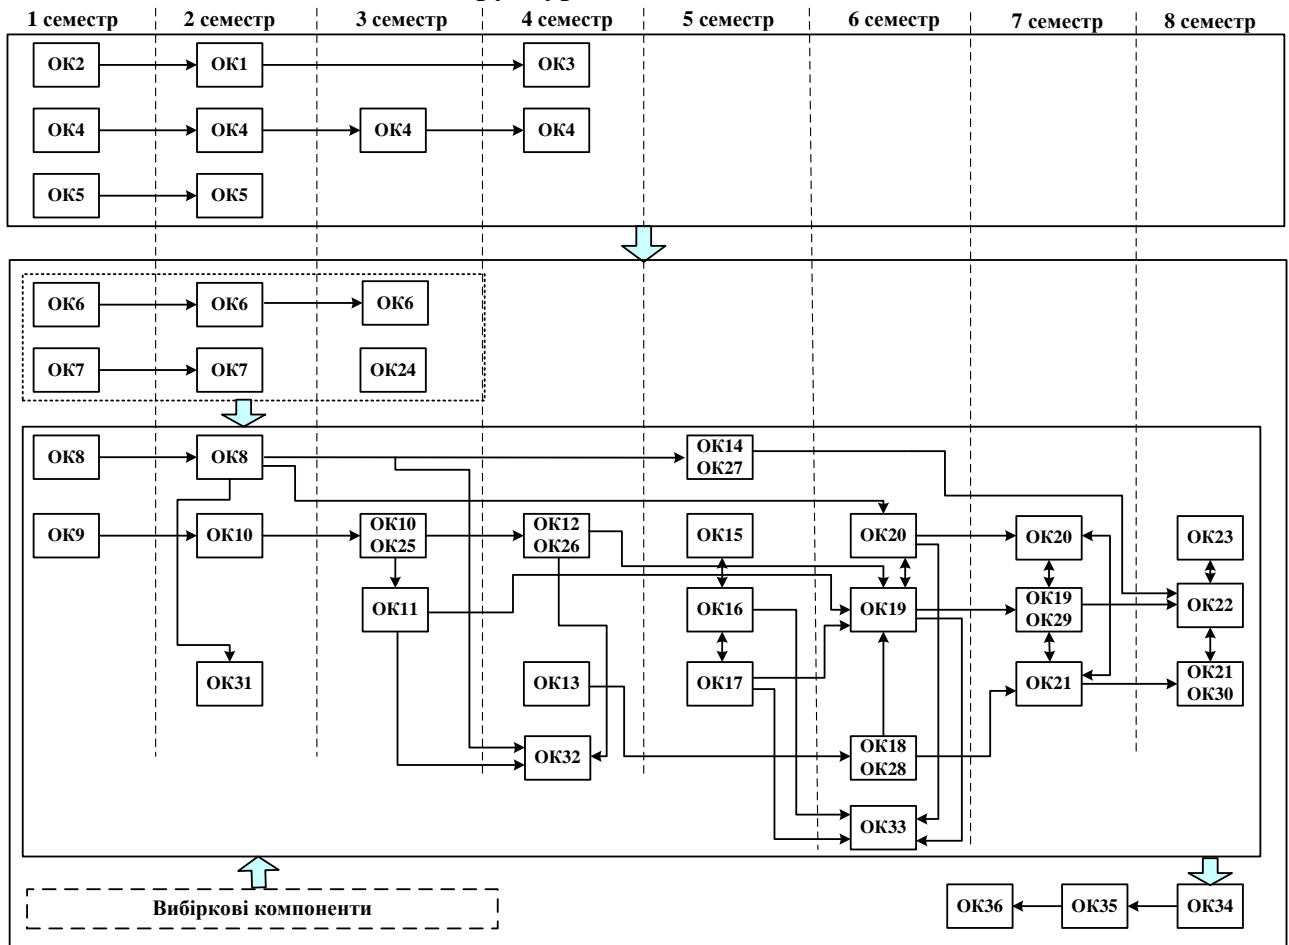 1 семестр 2 семестр 3 семестр 4 семестр 5 семестр 6 семестр 7 семестр 8 семестр
ОК2 ОК1 ОК3
ОК4 ОК4 ОК4 ОК4
ОК5 ОК5
ОК6 ОК6 ОК6
ОК7 ОК7 ОК24
ОК8 ОК8 ОК14
ОК27
ОК9 ОК10 ОК10
ОК25
ОК12
ОК26
ОК15 ОК20 ОК20 ОК23
ОК11 ОК16 ОК19 ОК19
ОК29
ОК22
ОК31 ОК13 ОК17 ОК21 ОК21
ОК30
ОК32 ОК18
ОК28
ОК33
Вибіркові компоненти ОК36 ОК35 ОК34